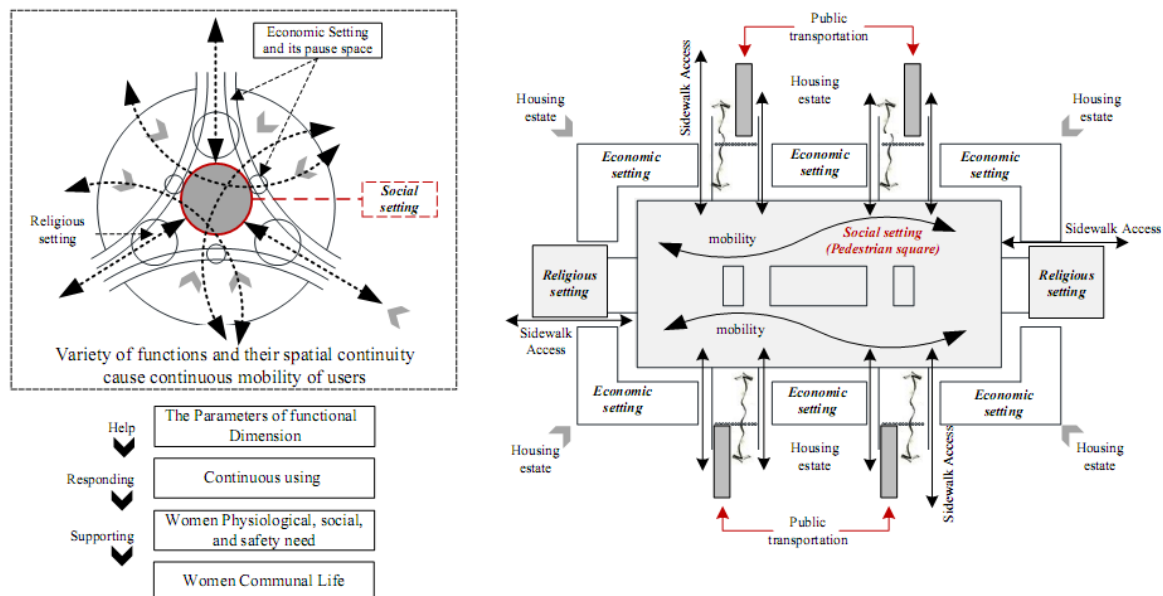 Economic Setting
and its pause space
Social
setting
Religious
setting
Variety of functions and their spatial continuity
cause continuous mobility of users
The Parameters of functional
Dimension
Help
Continuous using
Responding
Women Physiological, social,
and safety need
Supporting
Women Communal Life
Public
transportation
Sidewalk Access
Housing
estate
Housing
estate
Housing
estate
Housing
estate
Economic
setting
Economic
setting
Economic
setting
Sidewalk Access
mobility
Social setting
(Pedestrian square)
Religious
setting
Religious
setting
mobility
Sidewalk
Access
Economic
setting
Economic
setting
Economic
setting
Housing
estate
Housing
estate
Housing
estate
Housing
estate
Sidewalk Access
Public
transportation